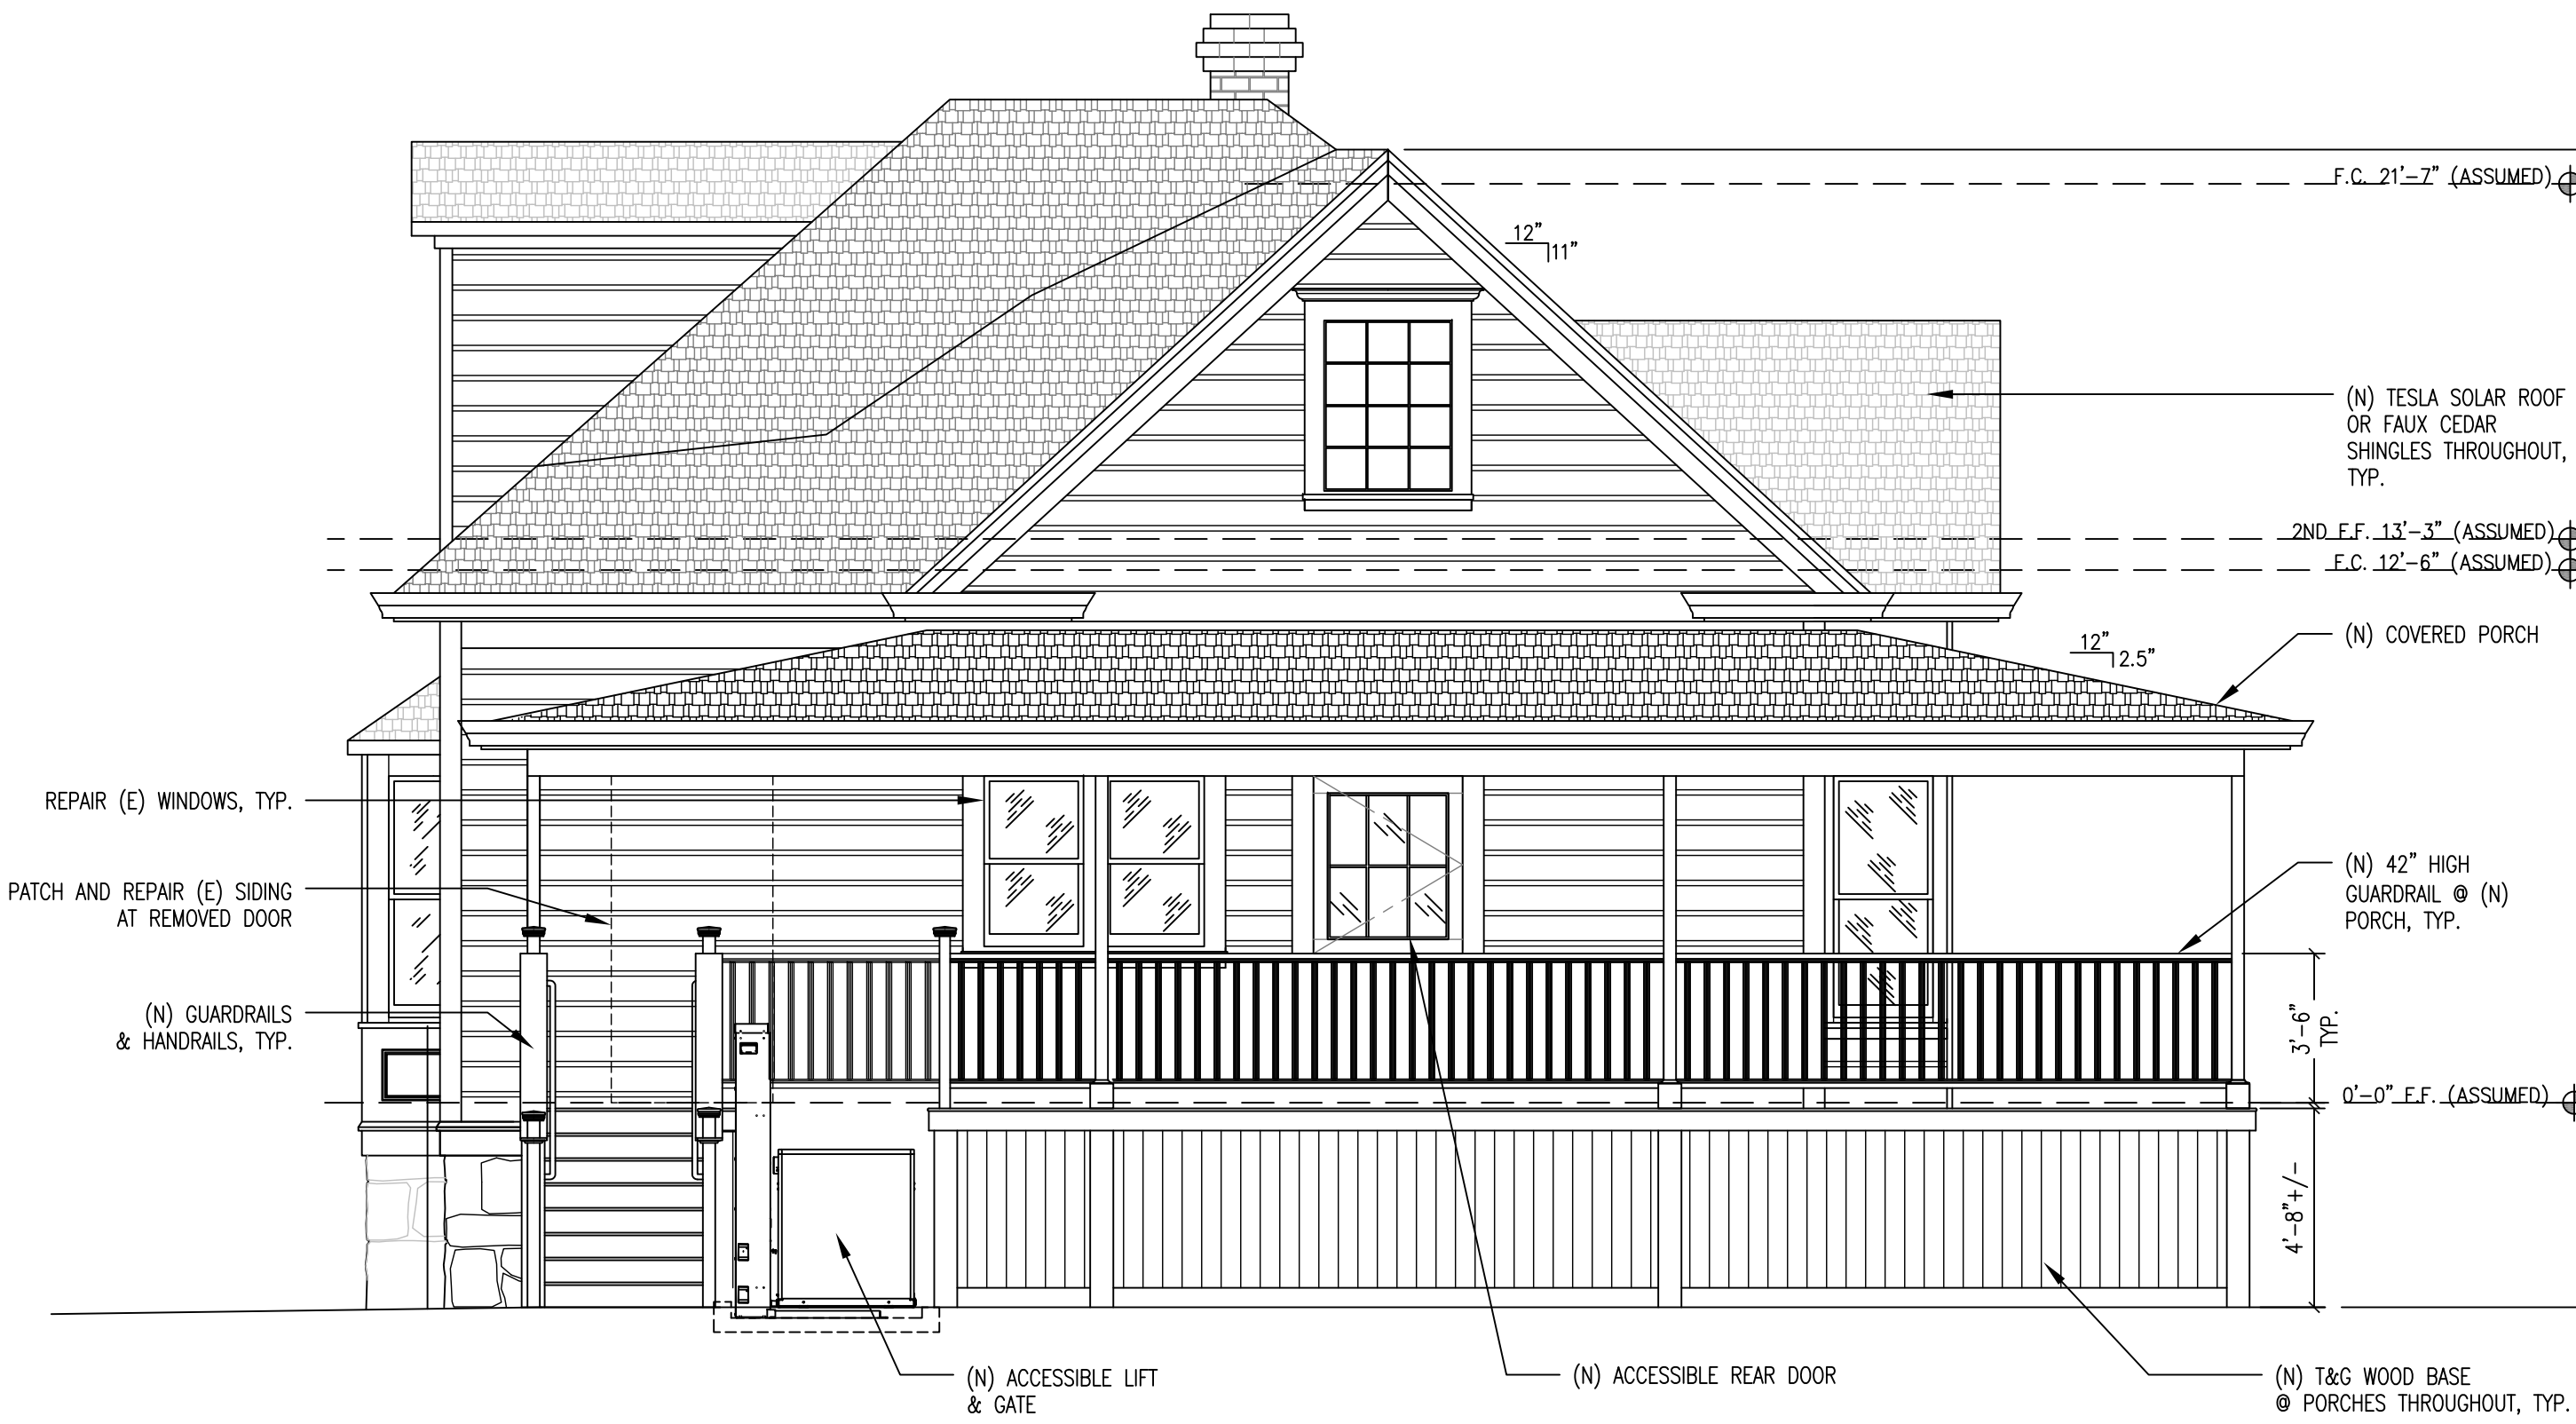 F.C. 21'-7" (ASSUMED)
12"
11"
(N) TESLA SOLAR ROOF
OR FAUX CEDAR
SHINGLES THROUGHOUT,
TYP.
2ND F.F. 13'-3" (ASSUMED)
F.C. 12'-6" (ASSUMED)
(N) COVERED PORCH
12"
2.5"
REPAIR (E) WINDOWS, TYP.
PATCH AND REPAIR (E) SIDING
AT REMOVED DOOR
(N) 42" HIGH
GUARDRAIL @ (N)
PORCH, TYP.
(N) GUARDRAILS
& HANDRAILS, TYP.
3'-6"
TYP.
0'-0" F.F. (ASSUMED)
4'-8"+/-
(N) ACCESSIBLE LIFT
& GATE
(N) ACCESSIBLE REAR DOOR
(N) T&G WOOD BASE
@ PORCHES THROUGHOUT, TYP.